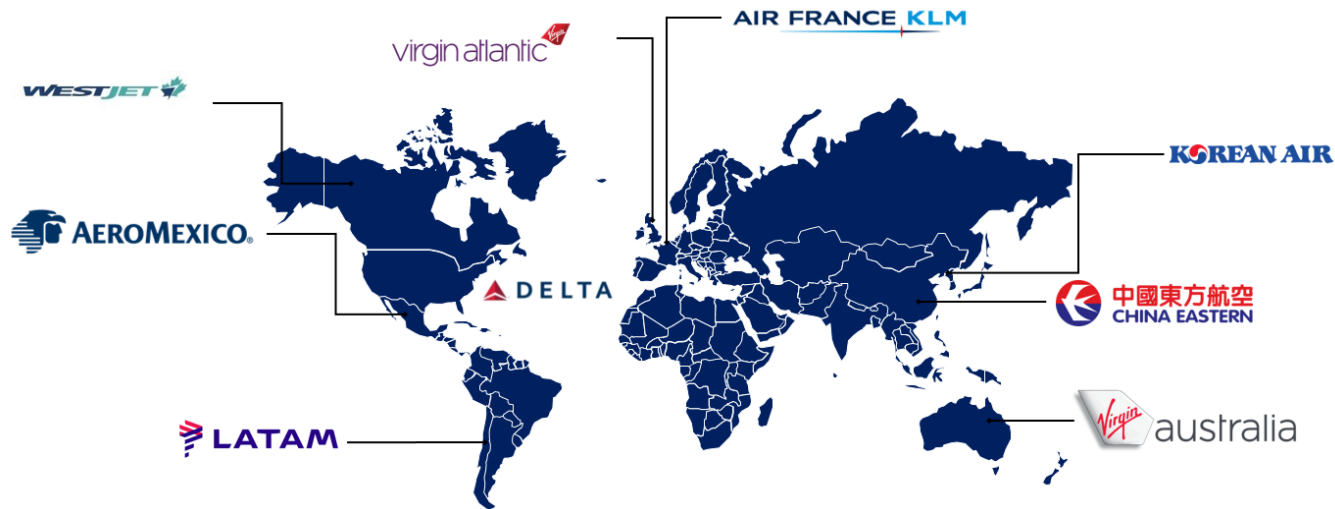 AIR FRANCE KLM
virgin atlantic
Virgin
WESTJET
KOREAN AIR
AEROMEXICO.
DELTA
中國東方航空
CHINA EASTERN
Virgin australia
LATAM